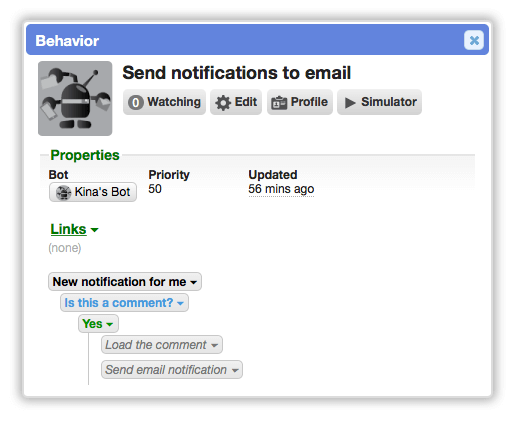 Behavior
Send notifications to email
0 Watching Edit Profile Simulator
Properties
Bot Priority Updated
Kina's Bot 50 56 mins ago
Links
(none)
New notification for me
Is this a comment?
Yes
Load the comment
Send email notification